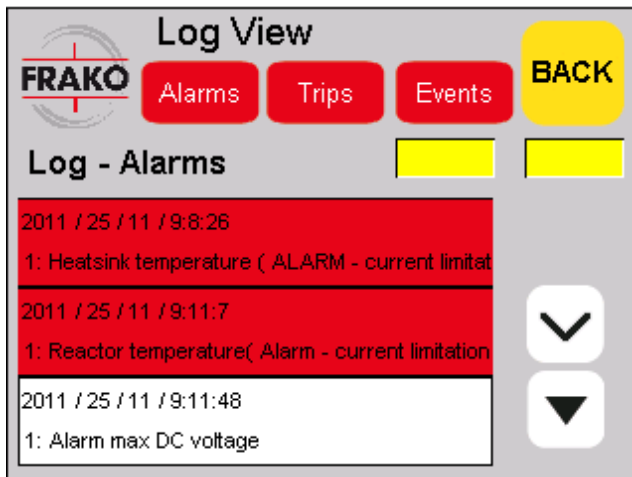 Log View
FRAKO
Alarms Trips Events BACK
Log - Alarms
2011 / 25 / 11 / 9:8:26
1: Heatsink temperature ( ALARM - current limitat
2011 / 25 / 11 / 9:11:7
1: Reactor temperature( Alarm - current limitation
2011 / 25 / 11 / 9:11:48
1: Alarm max DC voltage